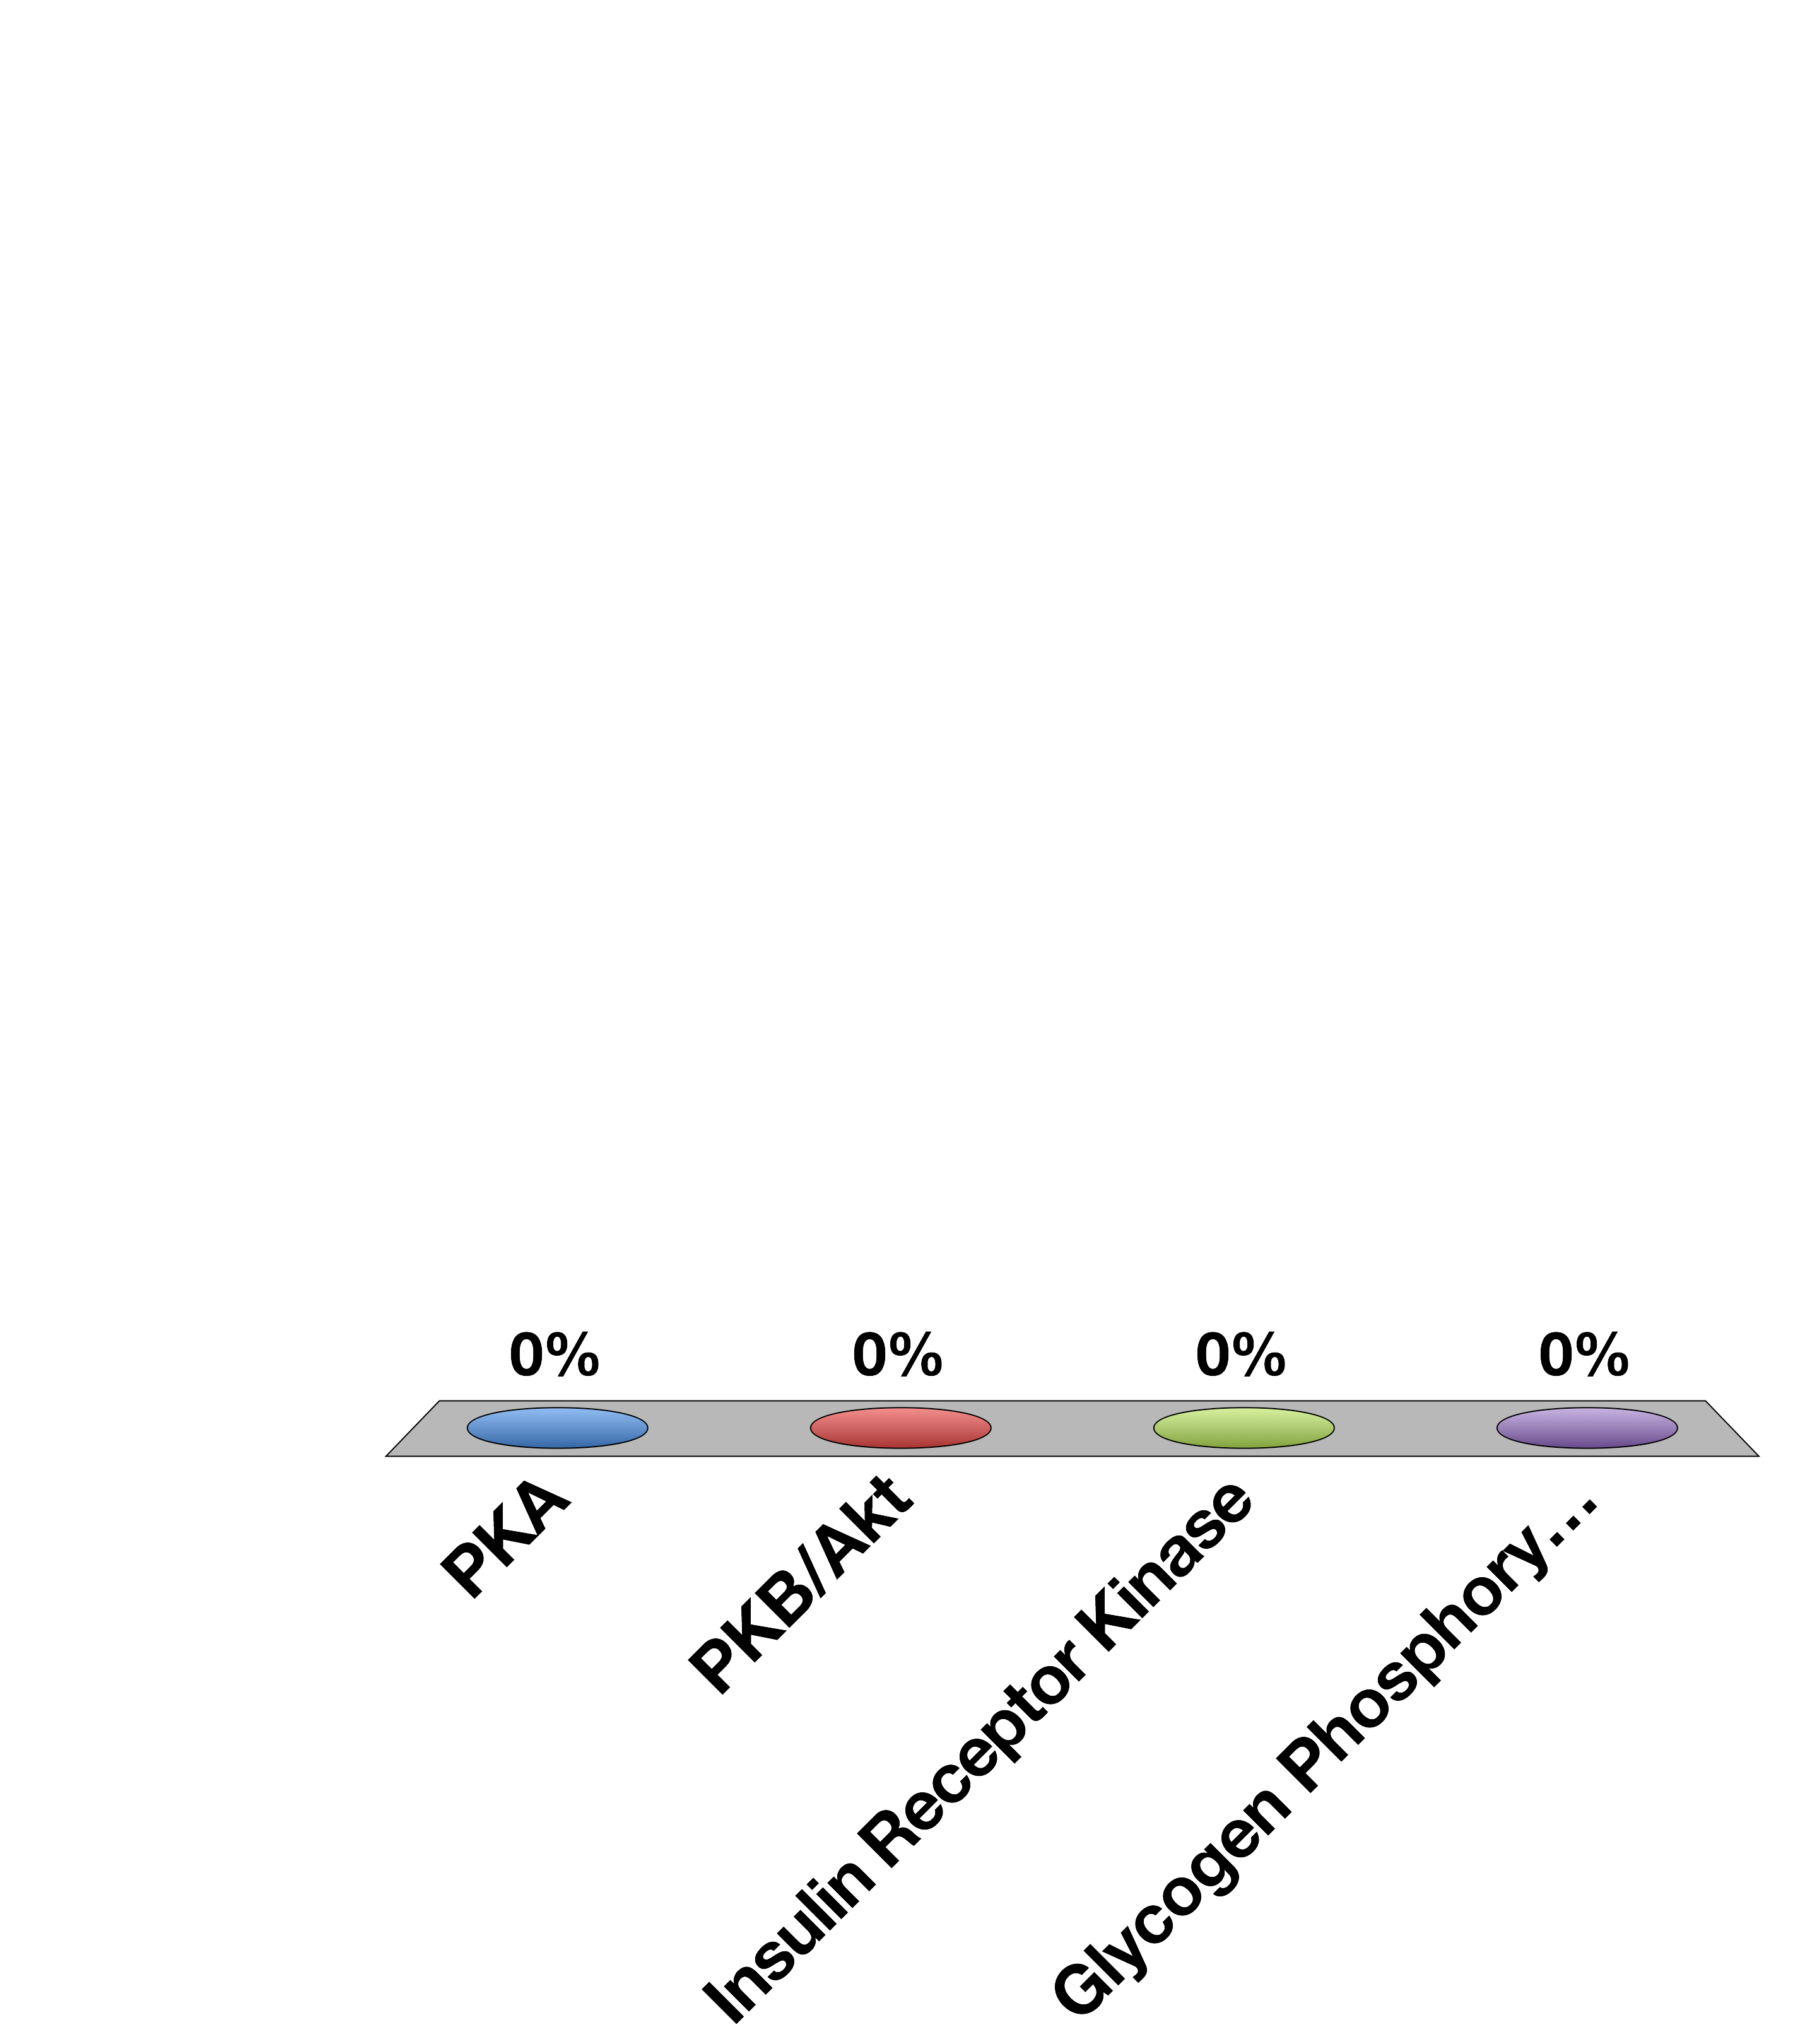 0% 0% 0% 0%
PKA
PKB/Akt
Insulin Receptor Kinase
Glycogen Phosphory...